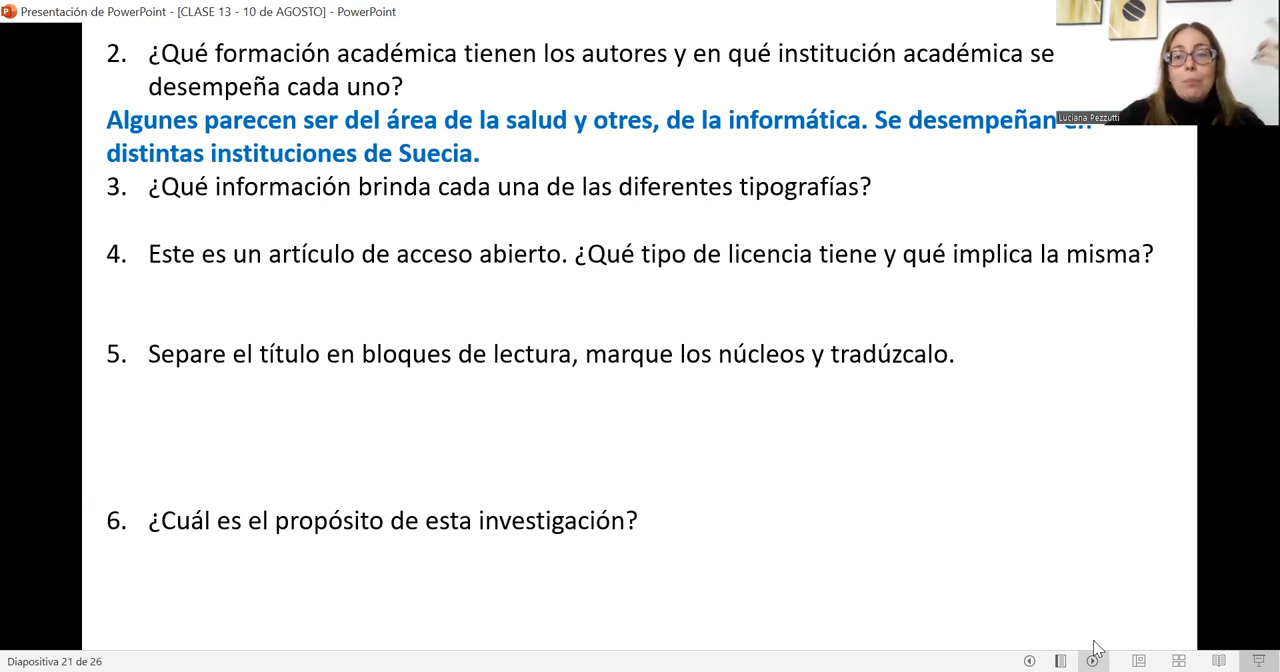 Presentación de PowerPoint - [CLASE 13 - 10 de AGOSTO] - PowerPoint
2. ¿Qué formación académica tienen los autores y en qué institución académica se
desempeña cada uno?
Algunes parecen ser del área de la salud y otres, de la informática. Se desempeñan en
distintas instituciones de Suecia.
Luciana Pezzutti
3. ¿Qué información brinda cada una de las diferentes tipografías?
4. Este es un artículo de acceso abierto. ¿Qué tipo de licencia tiene y qué implica la misma?
5. Separe el título en bloques de lectura, marque los núcleos y tradúzcalo.
6. ¿Cuál es el propósito de esta investigación?
Diapositiva 21 de 26